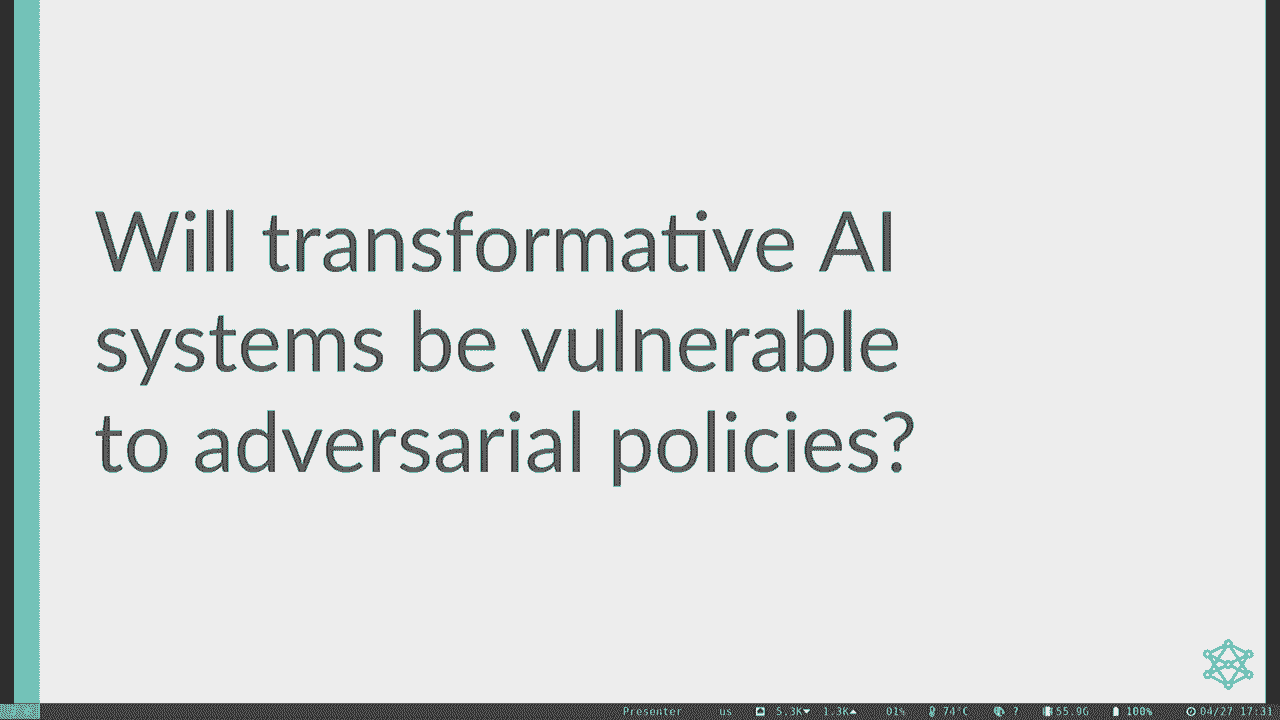 Will transformative AI
systems be vulnerable
to adversarial policies?
Presenter us 5.3K 1.3K 01% 74°C ? 55.9G 100% 04/27 17:31